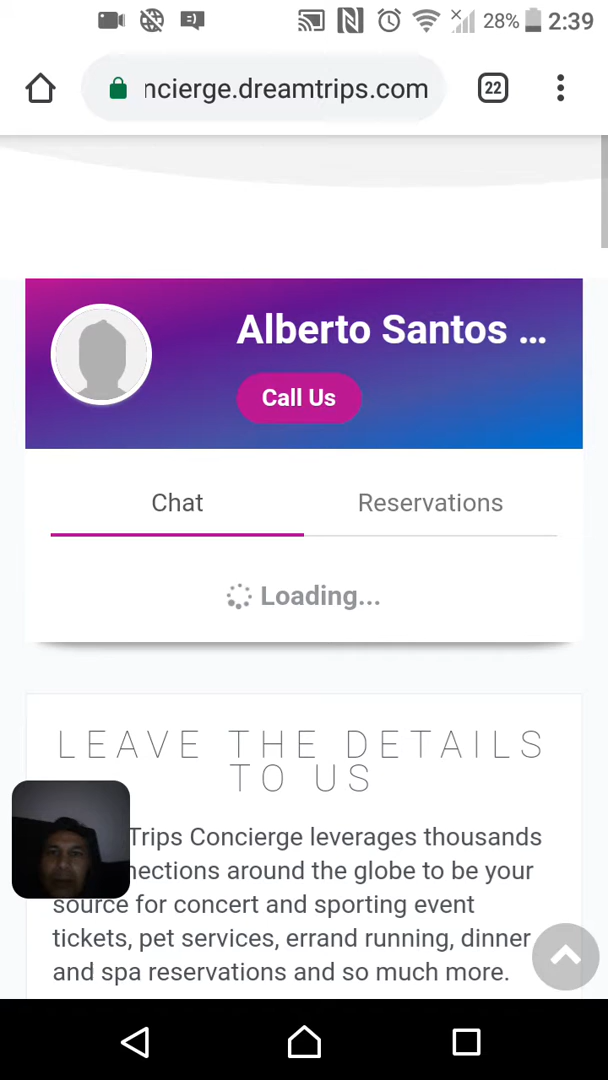 28% 2:39
ncierge.dreamtrips.com 22
Alberto Santos ...
Call Us
Chat Reservations
Loading...
LEAVE THE DETAILS
TO US
Trips Concierge leverages thousands
nections around the globe to be your
source for concert and sporting event
tickets, pet services, errand running, dinner
and spa reservations and so much more.